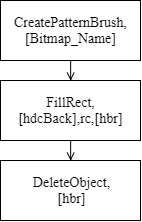 CreatePatternBrush,
[Bitmap_Name]
FillRect,
[hdcBack],rc,[hbr]
DeleteObject,
[hbr]